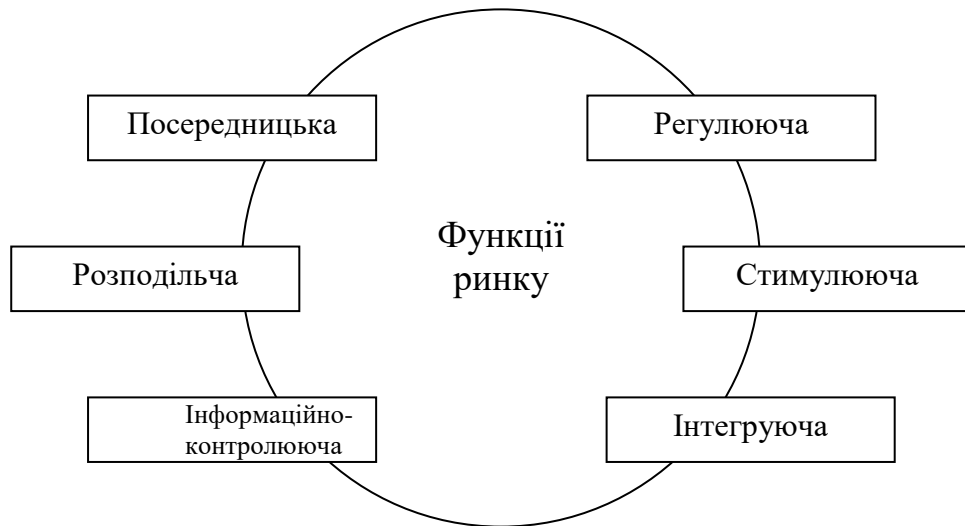 Посередницька
Регулююча
Функції
ринку
Розподільча
Стимулююча
Інформаційно-
контролююча
Інтегруюча